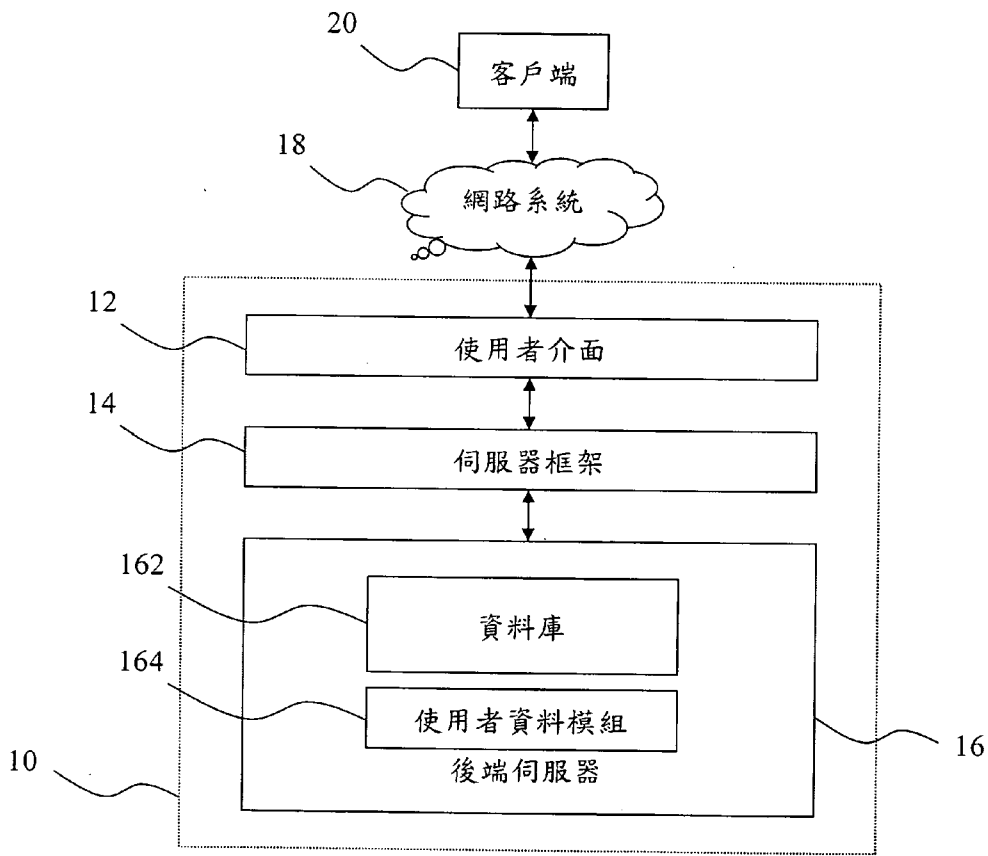 20
客戶端
18
網路系統
12
使用者介面
14
伺服器框架
162
資料庫
164
使用者資料模組
後端伺服器
16
10